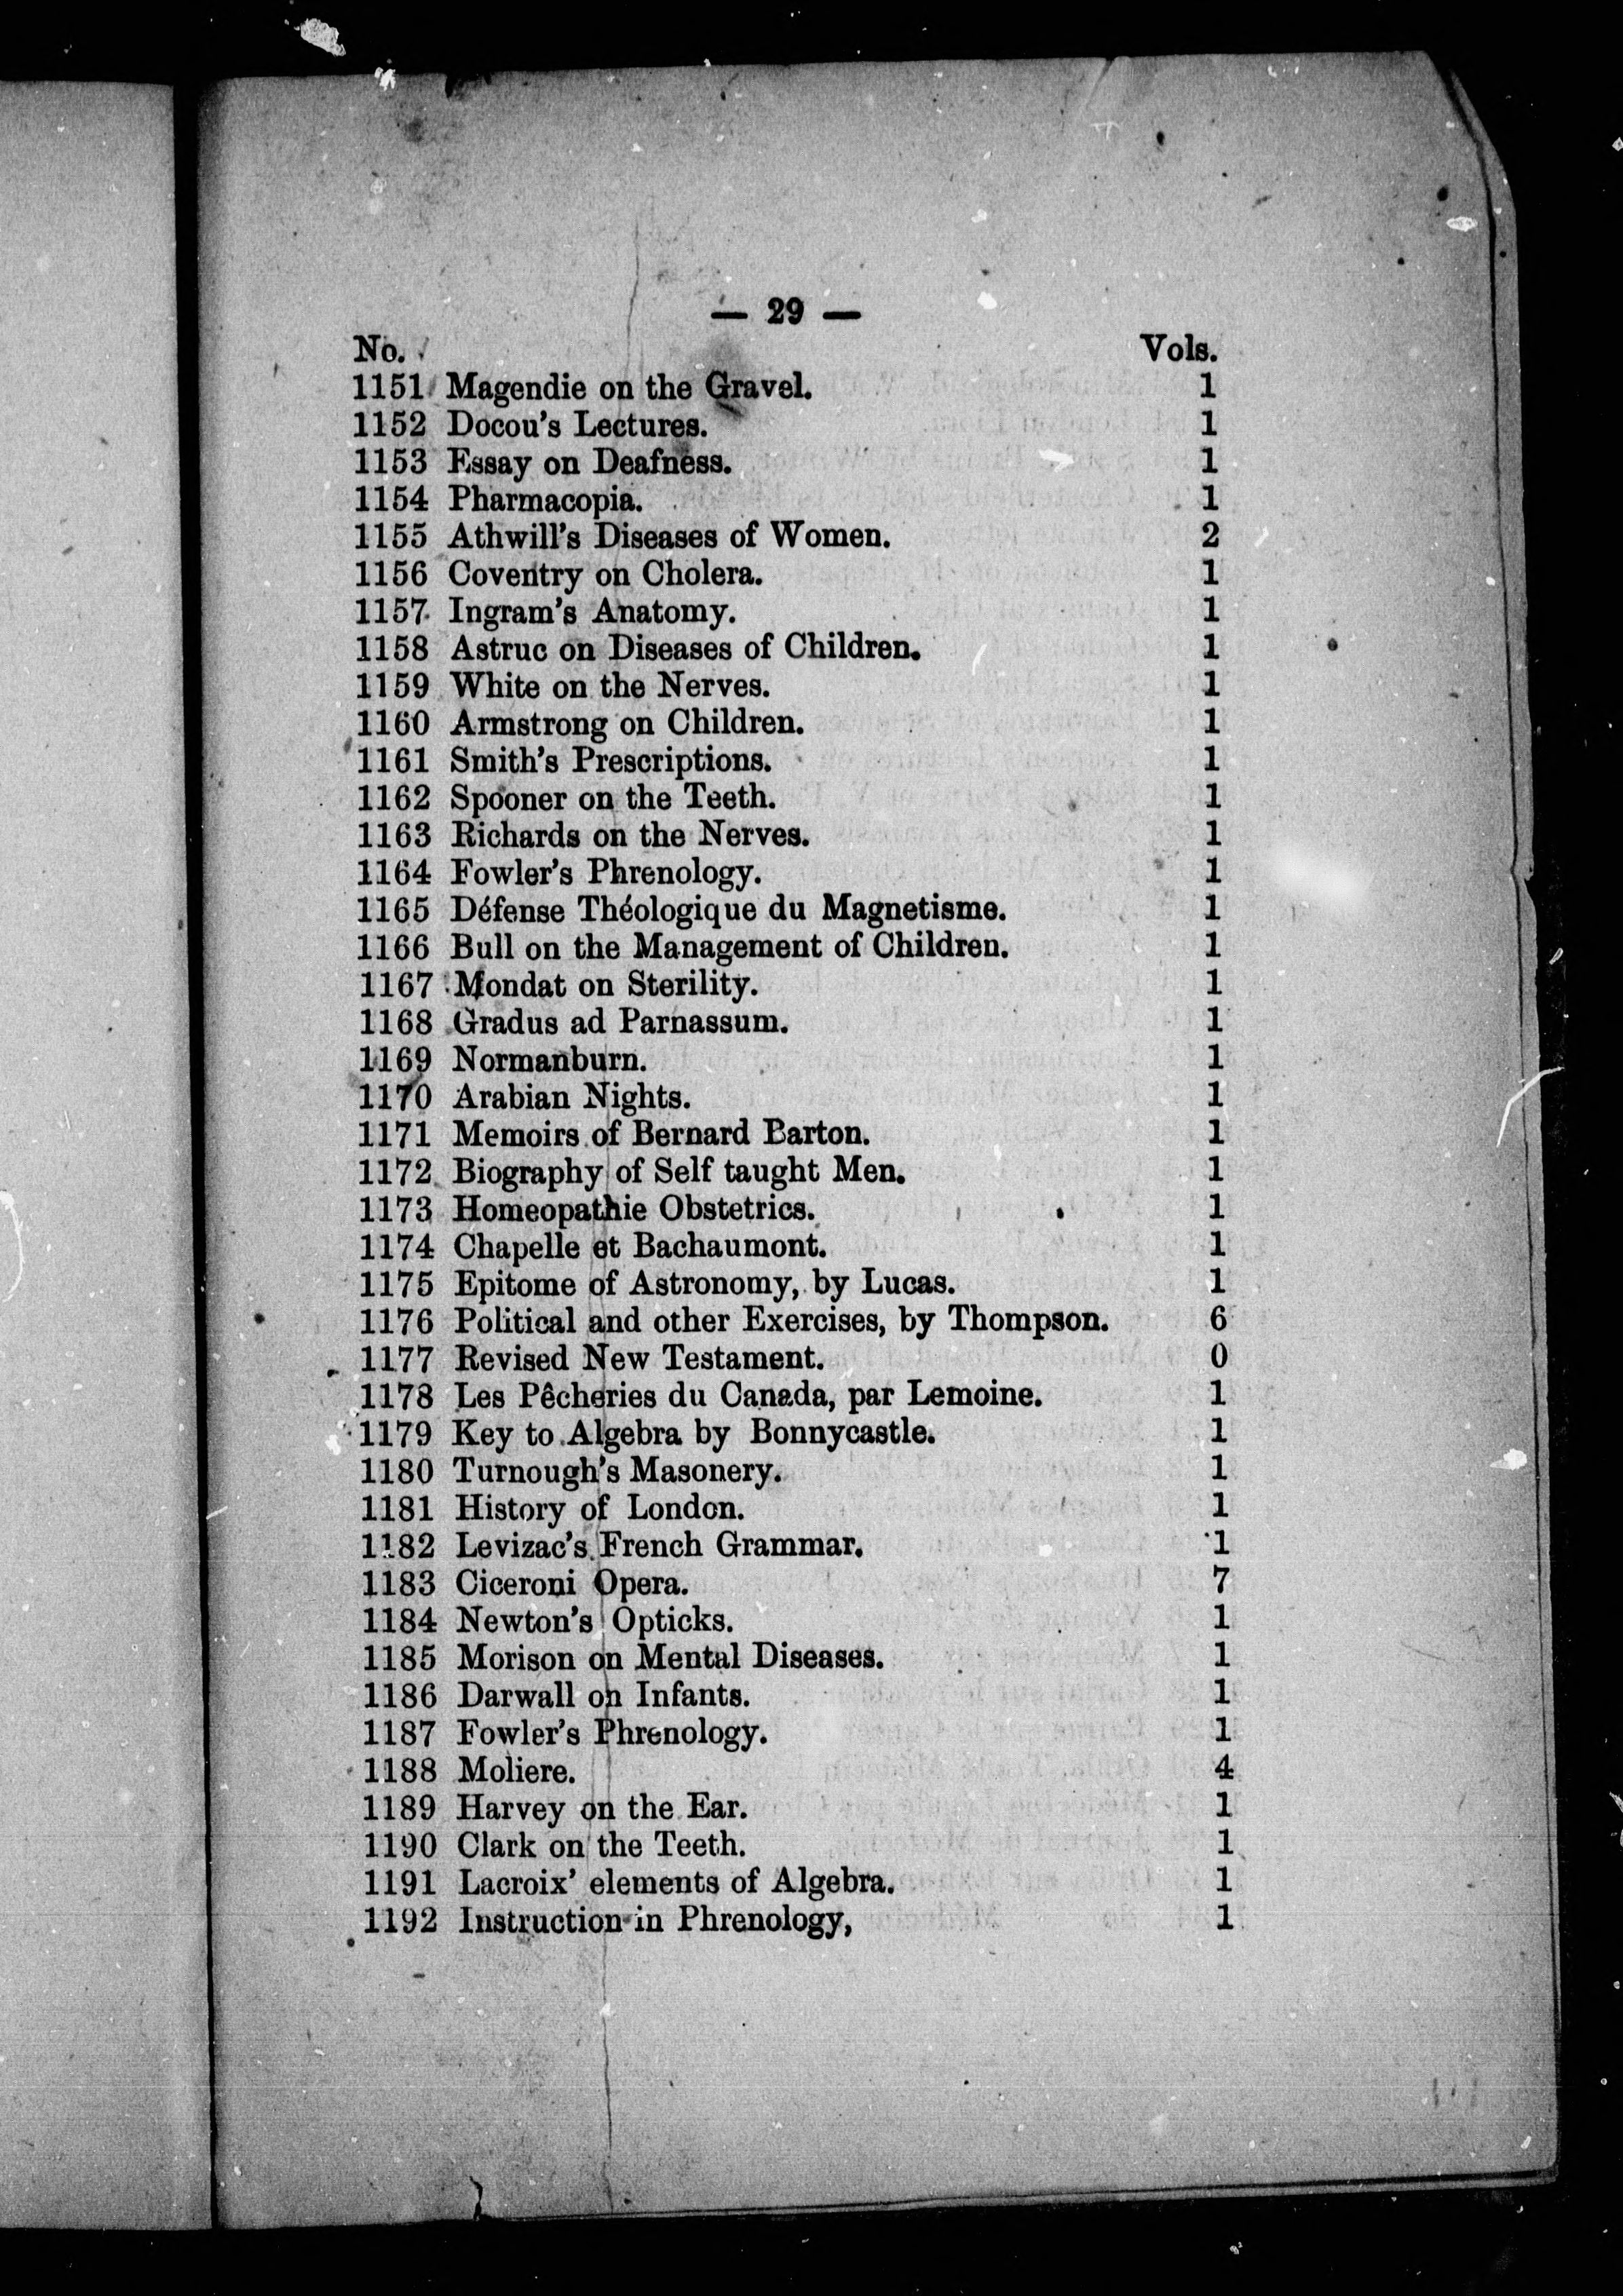 — 29 —
No. Vols.
1151 Magendie on the Gravel. 1
1152 Docou's Lectures. 1
1153 Essay on Deafness. 1
1154 Pharmacopia. 1
1155 Athwill's Diseases of Women. 2
1156 Coventry on Cholera. 1
1157 Ingram's Anatomy. 1
1158 Astruc on Diseases of Children. 1
1159 White on the Nerves. 1
1160 Armstrong on Children. 1
1161 Smith's Prescriptions. 1
1162 Spooner on the Teeth. 1
1163 Richards on the Nerves. 1
1164 Fowler's Phrenology. 1
1165 Défense Théologique du Magnetisme. 1
1166 Bull on the Management of Children. 1
1167 Mondat on Sterility. 1
1168 Gradus ad Parnassum. 1
1169 Normanburn. 1
1170 Arabian Nights. 1
1171 Memoirs of Bernard Barton. 1
1172 Biography of Self taught Men. 1
1173 Homeopathie Obstetrics. 1
1174 Chapelle et Bachaumont. 1
1175 Epitome of Astronomy, by Lucas. 1
1176 Political and other Exercises, by Thompson. 6
1177 Revised New Testament. 0
1178 Les Pêcheries du Canada, par Lemoine. 1
1179 Key to Algebra by Bonnycastle. 1
1180 Turnough's Masonery. 1
1181 History of London. 1
1182 Levizac's French Grammar. 1
1183 Ciceroni Opera. 7
1184 Newton's Opticks. 1
1185 Morison on Mental Diseases. 1
1186 Darwall on Infants. 1
1187 Fowler's Phrenology. 1
1188 Moliere. 4
1189 Harvey on the Ear. 1
1190 Clark on the Teeth. 1
1191 Lacroix' elements of Algebra. 1
1192 Instruction in Phrenology, 1